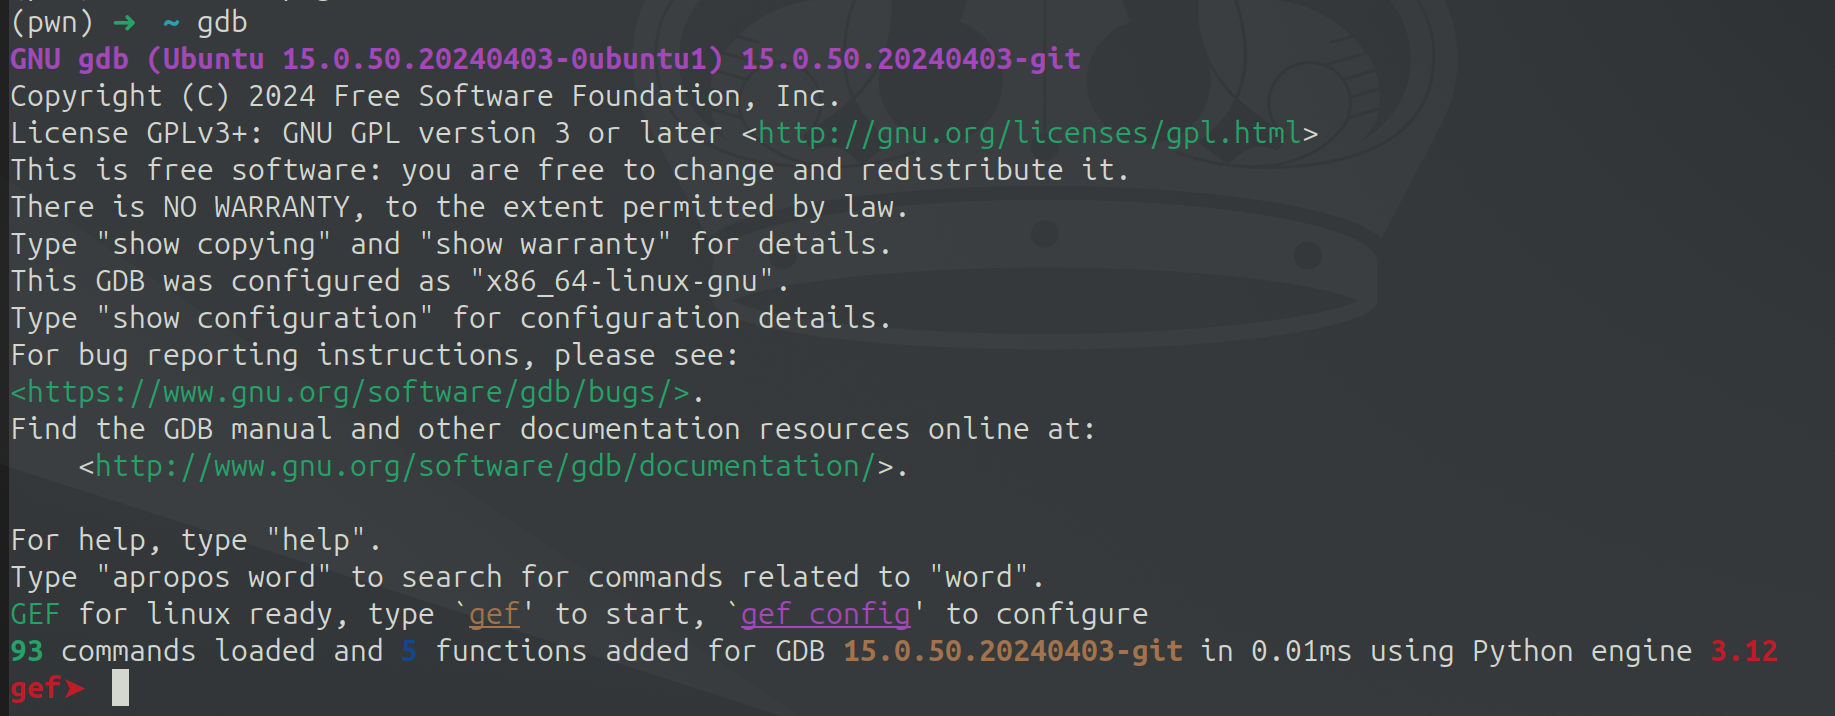 (pwn) ➜ ~ gdb
GNU gdb (Ubuntu 15.0.50.20240403-0ubuntu1) 15.0.50.20240403-git
Copyright (C) 2024 Free Software Foundation, Inc.
License GPLv3+: GNU GPL version 3 or later <http://gnu.org/licenses/gpl.html>
This is free software: you are free to change and redistribute it.
There is NO WARRANTY, to the extent permitted by law.
Type "show copying" and "show warranty" for details.
This GDB was configured as "x86_64-linux-gnu".
Type "show configuration" for configuration details.
For bug reporting instructions, please see:
<https://www.gnu.org/software/gdb/bugs/>.
Find the GDB manual and other documentation resources online at:
    <http://www.gnu.org/software/gdb/documentation/>.

For help, type "help".
Type "apropos word" to search for commands related to "word".
GEF for linux ready, type `gef' to start, `gef config' to configure
93 commands loaded and 5 functions added for GDB 15.0.50.20240403-git in 0.01ms using Python engine 3.12
gef➤